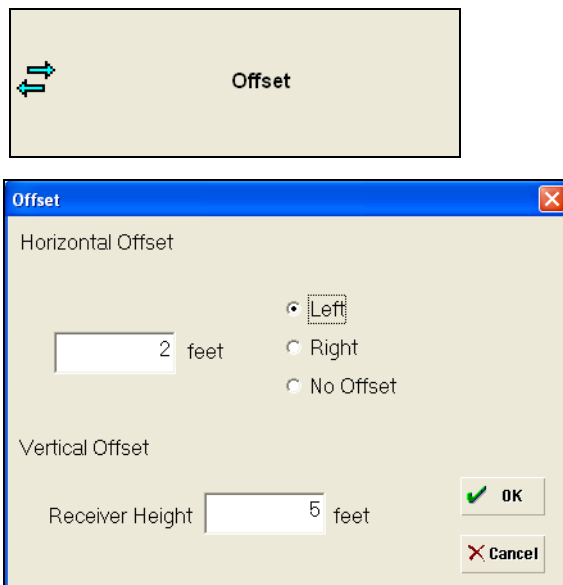 Offset
Offset
Horizontal Offset
Left
2 feet
Right
No Offset
Vertical Offset
OK
Receiver Height 5 feet
Cancel